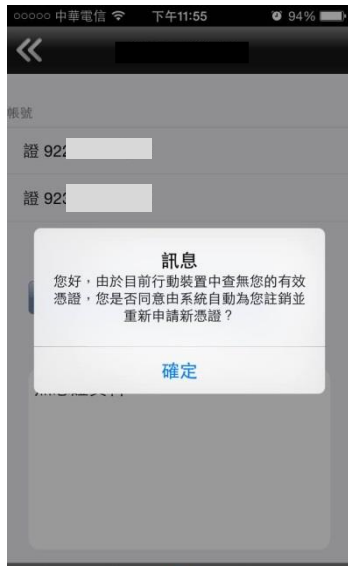 中華電信 下午11:55 94%
帳號
證 922
證 923
訊息
您好，由於目前行動裝置中查無您的有效
憑證，您是否同意由系統自動為您註銷並
重新申請新憑證？
確定